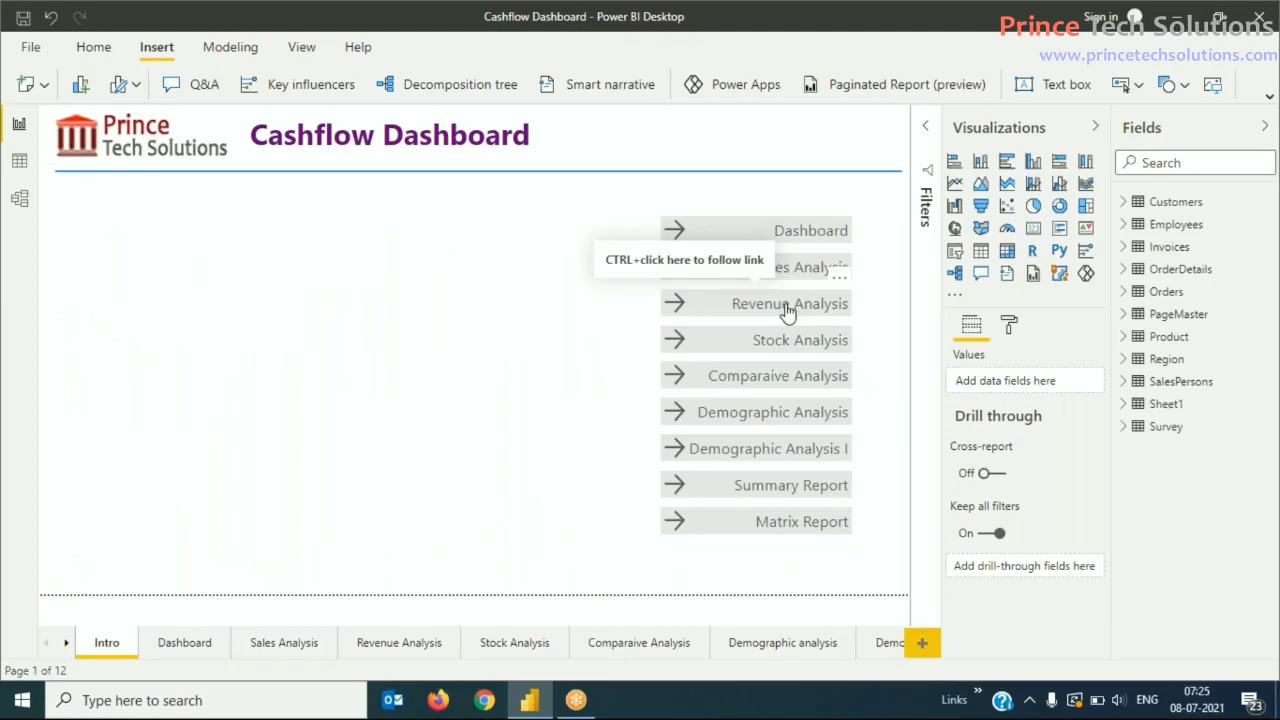 Cashflow Dashboard - Power BI Desktop
Sign in
Prince Tech Solutions
www.princetechsolutions.com
File Home Insert Modeling View Help
Q&A Key influencers Decomposition tree Smart narrative Power Apps Paginated Report (preview) Text box
Prince
Tech Solutions
Cashflow Dashboard
Dashboard
CTRL+click here to follow link
es Analysis
Revenue Analysis
Stock Analysis
Comparaive Analysis
Demographic Analysis
Demographic Analysis I
Summary Report
Matrix Report
Filters
Visualizations
R Py
...
Values
Add data fields here
Drill through
Cross-report
Off
Keep all filters
On
Add drill-through fields here
Fields
Search
Customers
Employees
Invoices
OrderDetails
Orders
PageMaster
Product
Region
SalesPersons
Sheet1
Survey
Intro Dashboard Sales Analysis Revenue Analysis Stock Analysis Comparaive Analysis Demographic analysis Demo
Page 1 of 12
Type here to search
Links
ENG
07:25
08-07-2021
23